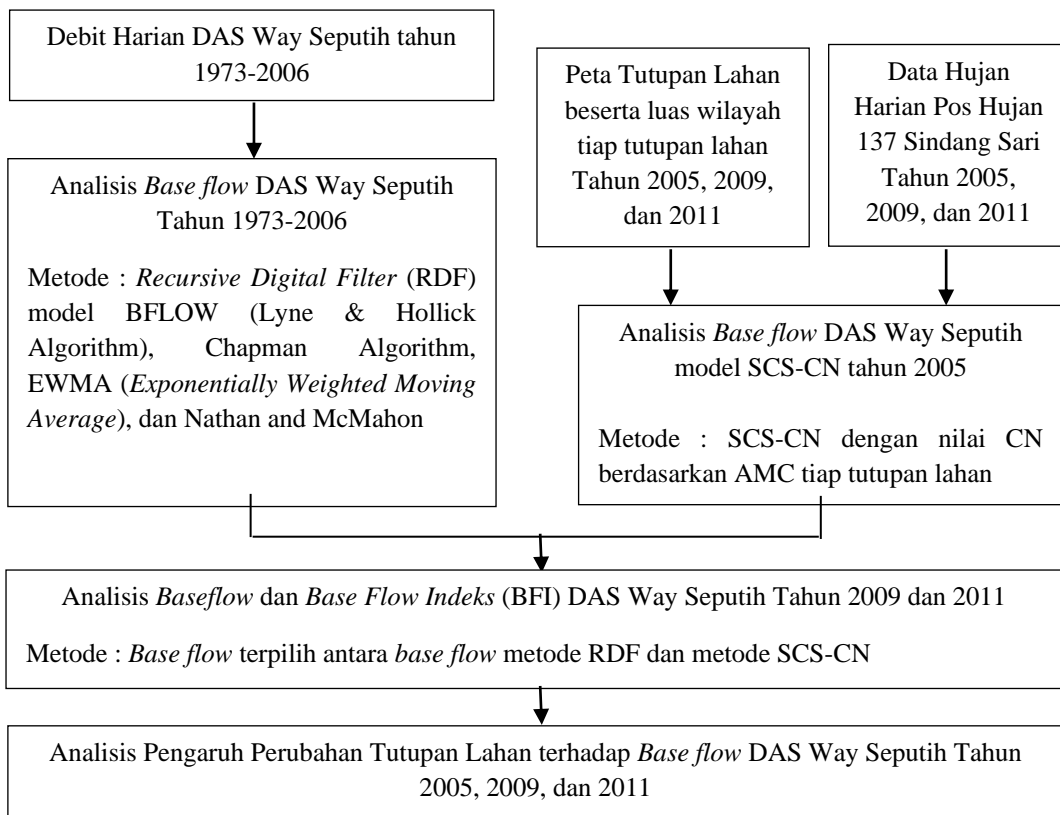 Debit Harian DAS Way Seputih tahun
1973-2006
Peta Tutupan Lahan
beserta luas wilayah
tiap tutupan lahan
Tahun 2005, 2009,
dan 2011
Data Hujan
Harian Pos Hujan
137 Sindang Sari
Tahun 2005,
2009, dan 2011
Analisis Base flow DAS Way Seputih
Tahun 1973-2006
Metode : Recursive Digital Filter (RDF)
model BFLOW (Lyne & Hollick
Algorithm), Chapman Algorithm,
EWMA (Exponentially Weighted Moving
Average), dan Nathan and McMahon
Analisis Base flow DAS Way Seputih
model SCS-CN tahun 2005
Metode : SCS-CN dengan nilai CN
berdasarkan AMC tiap tutupan lahan
Analisis Baseflow dan Base Flow Indeks (BFI) DAS Way Seputih Tahun 2009 dan 2011
Metode : Base flow terpilih antara base flow metode RDF dan metode SCS-CN
Analisis Pengaruh Perubahan Tutupan Lahan terhadap Base flow DAS Way Seputih Tahun
2005, 2009, dan 2011